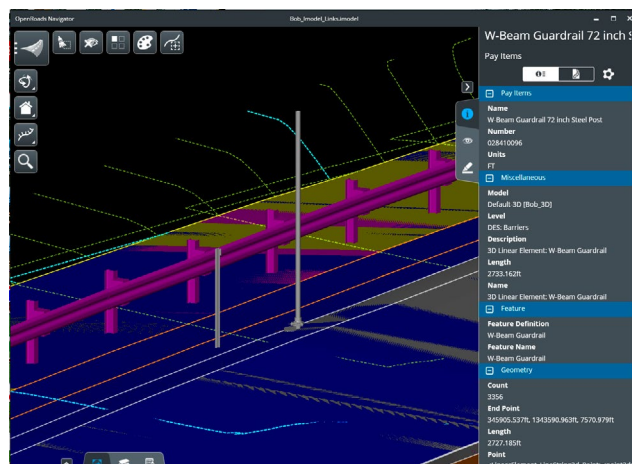 OpenRoads Navigator
Bob_Imodel_Links.imodel
W-Beam Guardrail 72 inch S
Pay Items
Pay Items
Name
W-Beam Guardrail 72 inch Steel Post
Number
028410096
Units
FT
Miscellaneous
Model
Default 3D [Bob_3D]
Level
DES: Barriers
Description
3D Linear Element: W-Beam Guardrail
Length
2733.162ft
Name
3D Linear Element: W-Beam Guardrail
Feature
Feature Definition
W-Beam Guardrail
Feature Name
W-Beam Guardrail
Geometry
Count
3356
End Point
345905.537ft, 1343590.963ft, 7570.979ft
Length
2727.185ft
Point